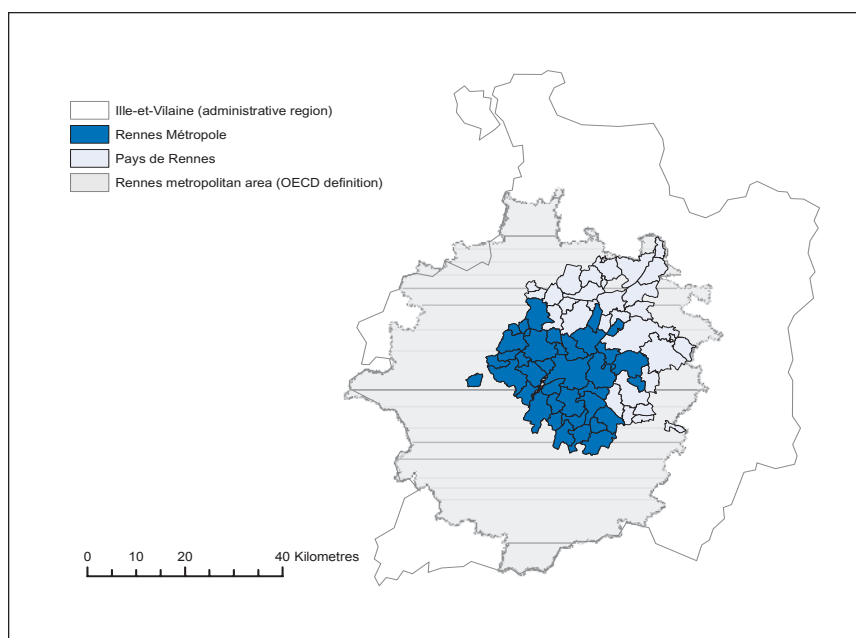 Ille-et-Vilaine (administrative region)
Rennes Métropole
Pays de Rennes
Rennes metropolitan area (OECD definition)
0 10 20 40 Kilometres